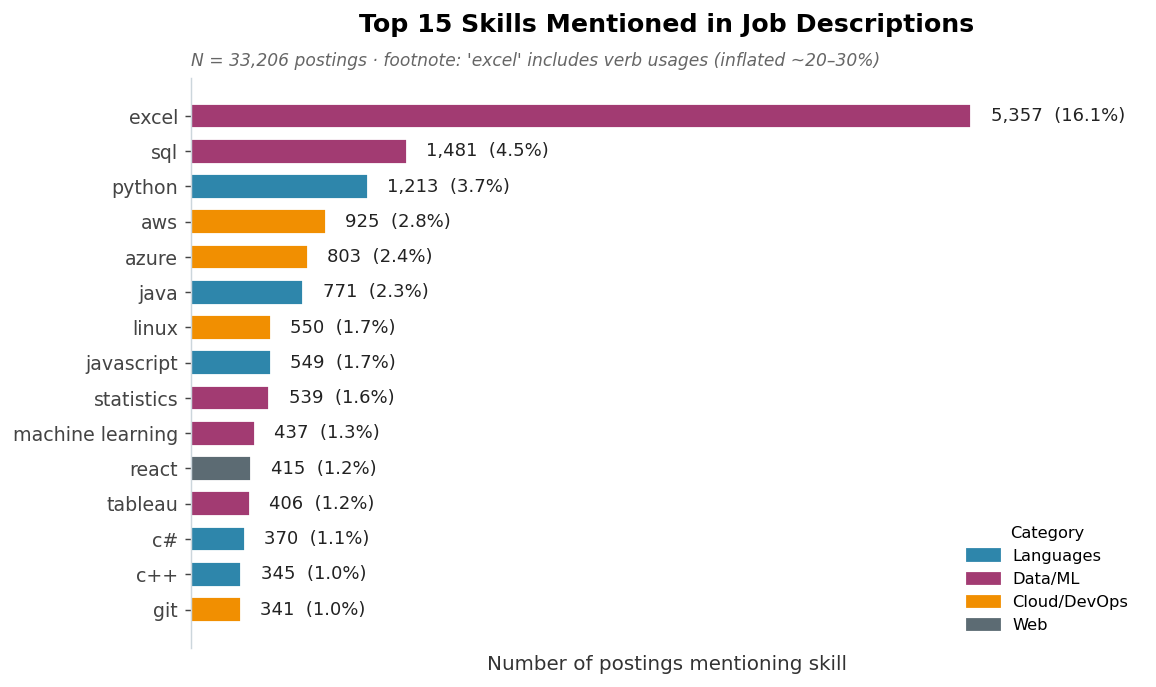 Top 15 Skills Mentioned in Job Descriptions
N = 33,206 postings · footnote: 'excel' includes verb usages (inflated ~20–30%)
excel 5,357 (16.1%)
sql 1,481 (4.5%)
python 1,213 (3.7%)
aws 925 (2.8%)
azure 803 (2.4%)
java 771 (2.3%)
linux 550 (1.7%)
javascript 549 (1.7%)
statistics 539 (1.6%)
machine learning 437 (1.3%)
react 415 (1.2%)
tableau 406 (1.2%)
c# 370 (1.1%)
c++ 345 (1.0%)
git 341 (1.0%)
Category
Languages
Data/ML
Cloud/DevOps
Web
Number of postings mentioning skill